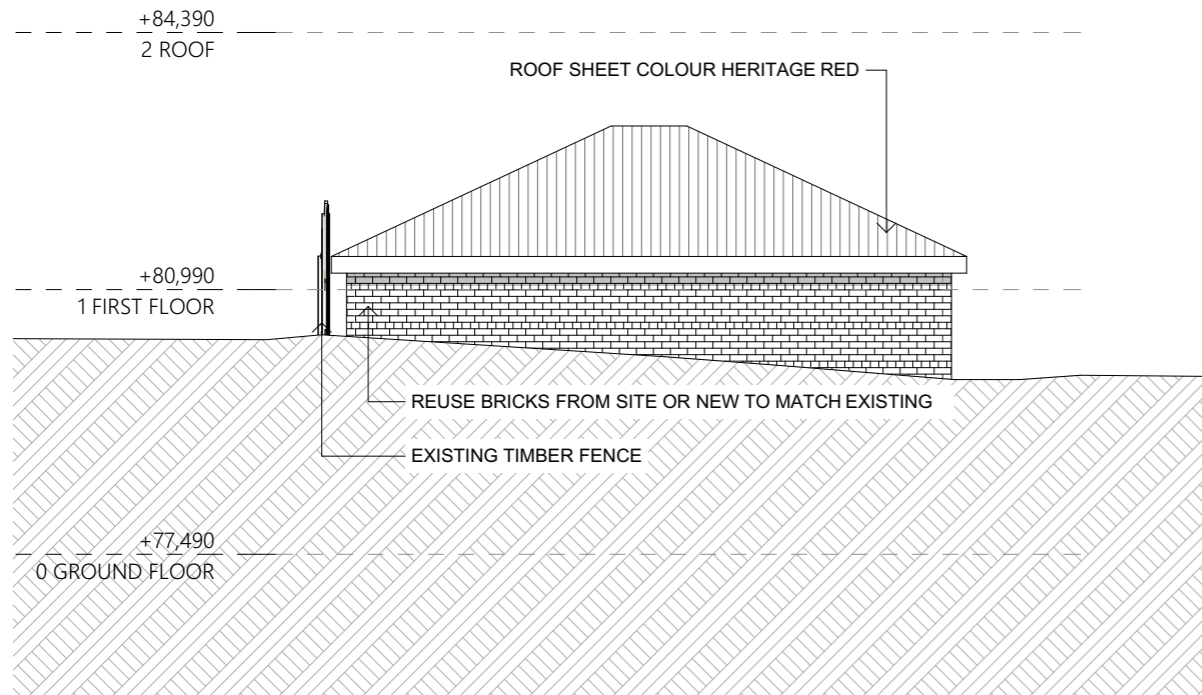 +84,390
2 ROOF
ROOF SHEET COLOUR HERITAGE RED
+80,990
1 FIRST FLOOR
REUSE BRICKS FROM SITE OR NEW TO MATCH EXISTING
EXISTING TIMBER FENCE
+77,490
0 GROUND FLOOR